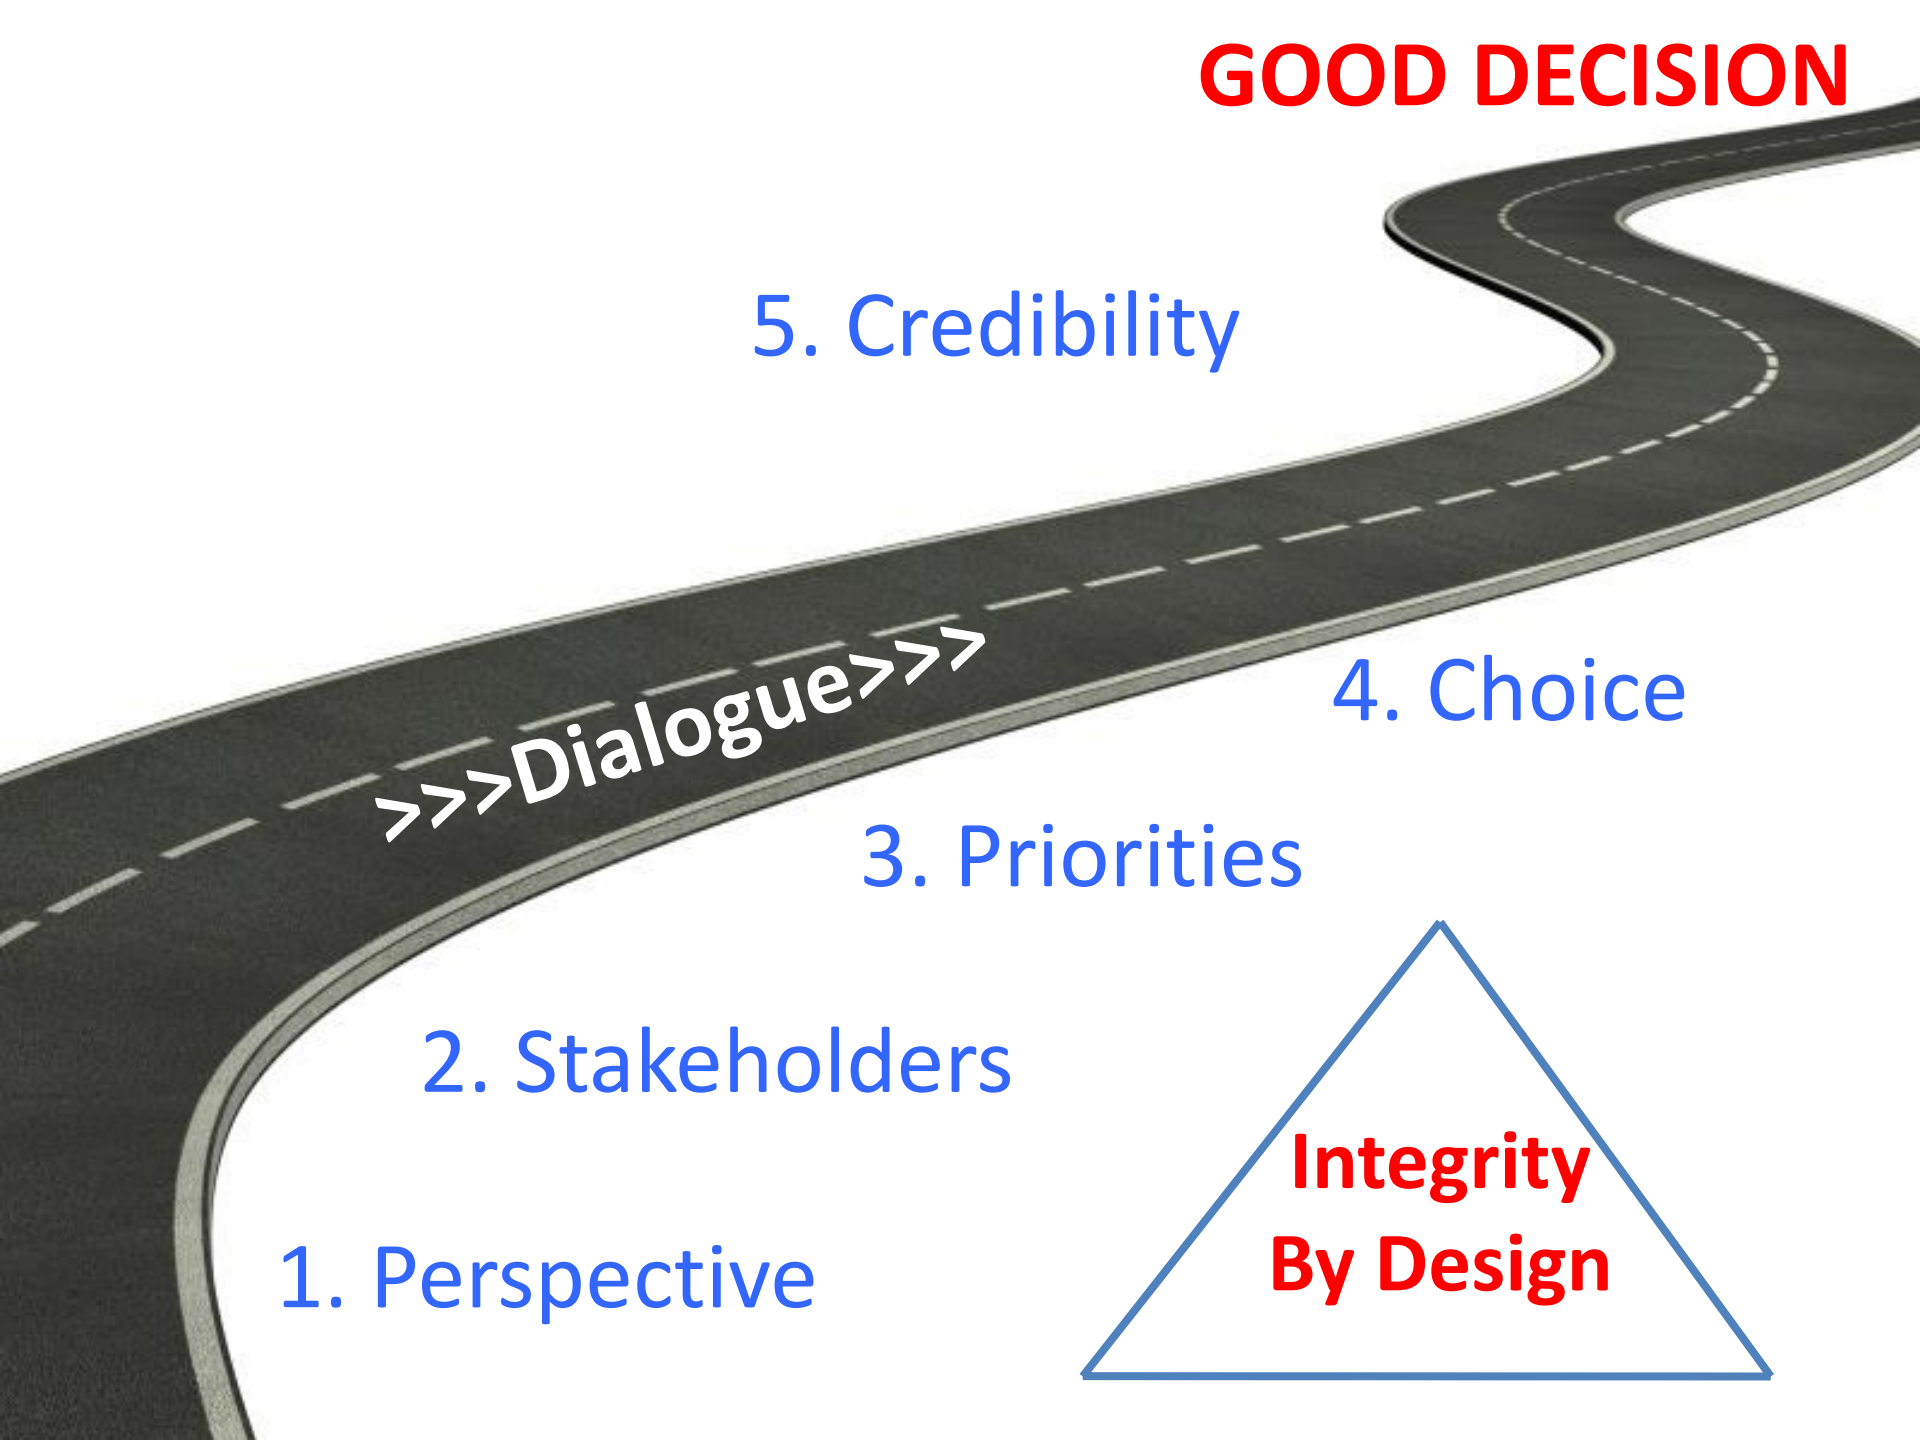 GOOD DECISION
5. Credibility
>>>Dialogue>>>
4. Choice
3. Priorities
2. Stakeholders
Integrity
By Design
1. Perspective